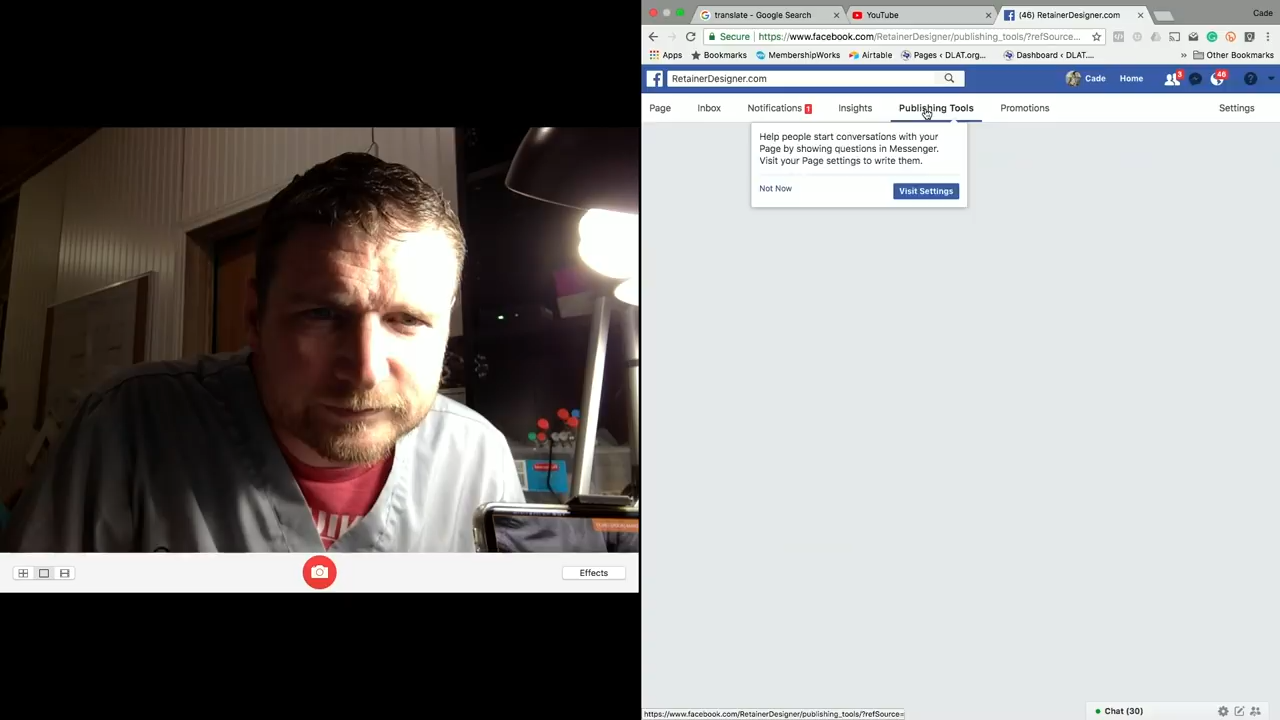 translate - Google Search
YouTube
(46) RetainerDesigner.com
Cade
Secure
https://www.facebook.com/RetainerDesigner/publishing_tools/?refSource...
Apps
Bookmarks
MembershipWorks
Airtable
Pages < DLAT.org...
Dashboard < DLAT....
»
Other Bookmarks
RetainerDesigner.com
Cade
Home
3
46
Page
Inbox
Notifications 1
Insights
Publishing Tools
Promotions
Settings
Help people start conversations with your
Page by showing questions in Messenger.
Visit your Page settings to write them.
Not Now
Visit Settings
Effects
https://www.facebook.com/RetainerDesigner/publishing_tools/?refSource=
Chat (30)